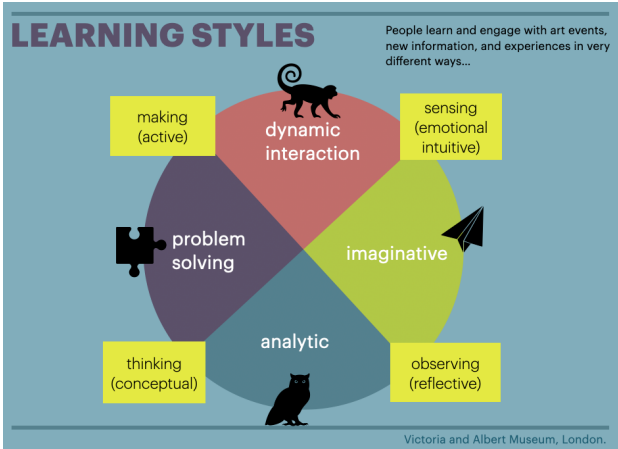 LEARNING STYLES
People learn and engage with art events,
new information, and experiences in very
different ways...
making
(active)
dynamic
interaction
sensing
(emotional
intuitive)
problem
solving
imaginative
analytic
thinking
(conceptual)
observing
(reflective)
Victoria and Albert Museum, London.